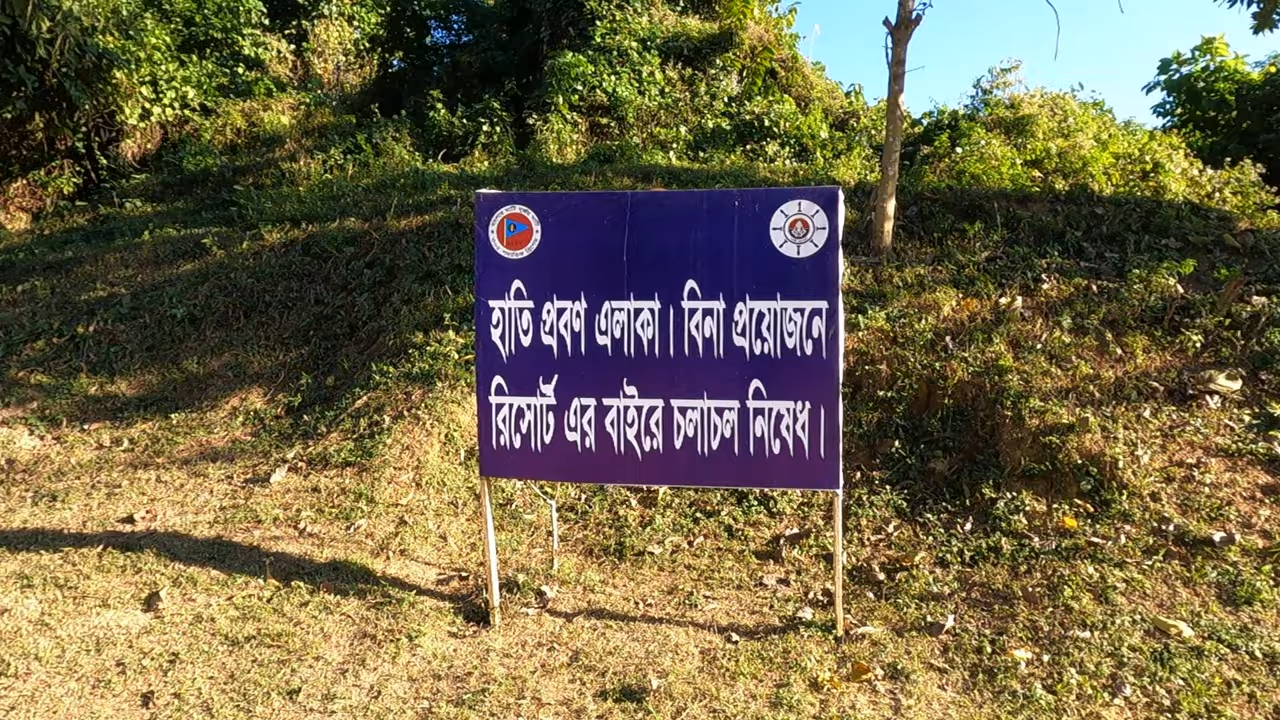 হাতি প্রবণ এলাকা। বিনা প্রয়োজনে
রিসোর্ট এর বাইরে চলাচল নিষেধ।